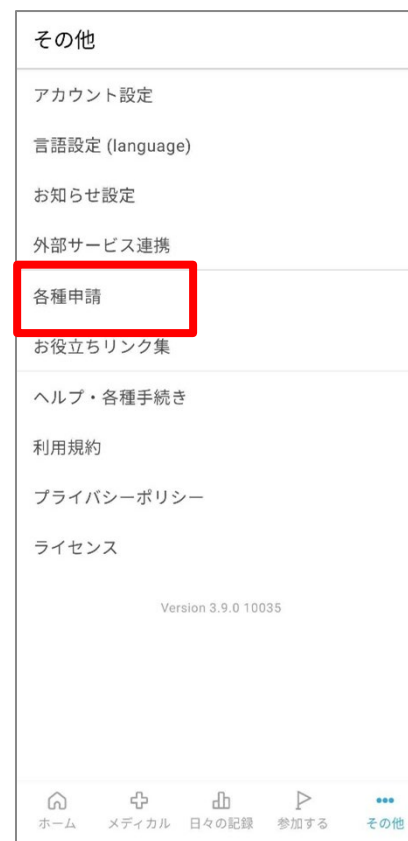 その他
アカウント設定
言語設定 (language)
お知らせ設定
外部サービス連携
各種申請
お役立ちリンク集
ヘルプ・各種手続き
利用規約
プライバシーポリシー
ライセンス
Version 3.9.0 10035
ホーム メディカル 日々の記録 参加する その他